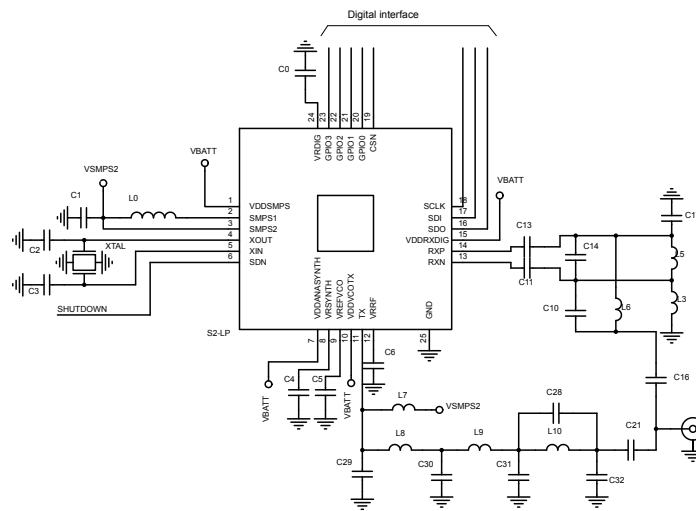 Digital interface
C0
24 23 22 21 20 19
VRDIG GPIO3 GPIO2 GPIO1 GPIO0 CSN
VBATT
VSMPS2
C1
L0
1 VDDSMPS
2 SMPS1
3 SMPS2
4 XOUT
5 XIN
6 SDN
C2
XTAL
C3
SHUTDOWN
SCLK 18
SDI 17
SDO 16
VDDRXDIG 15
RXP 14
RXN 13
VBATT
C13
C11
C14
C1
L5
C10
L6
L3
S2-LP
VDDANASYNTH VRSYNTH VREFVCO VDDVCOTX TX VRRF GND
7 8 9 10 11 12 25
VBATT
C4
C5
VBATT
C6
C16
L7
VSMPS2
C28
L8
L9
L10
C21
C29
C30
C31
C32